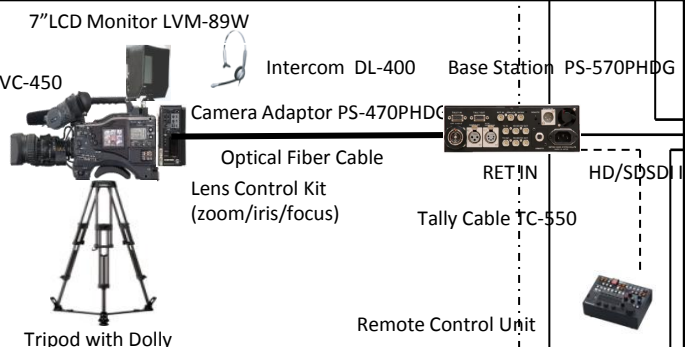 7”LCD Monitor LVM-89W
Intercom DL-400
Base Station PS-570PHDG
VC-450
Camera Adaptor PS-470PHDG
Optical Fiber Cable
RET IN
HD/SDSDI I
Lens Control Kit
(zoom/iris/focus)
Tally Cable TC-550
Remote Control Unit
Tripod with Dolly